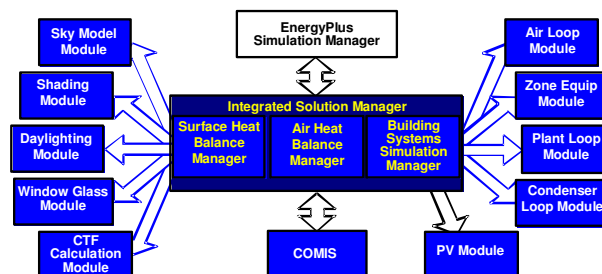 EnergyPlus
Simulation Manager
Sky Model
Module
Shading
Module
Daylighting
Module
Window Glass
Module
CTF
Calculation
Module
Integrated Solution Manager
Surface Heat
Balance
Manager
Air Heat
Balance
Manager
Building
Systems
Simulation
Manager
Air Loop
Module
Zone Equip
Module
Plant Loop
Module
Condenser
Loop Module
COMIS
PV Module